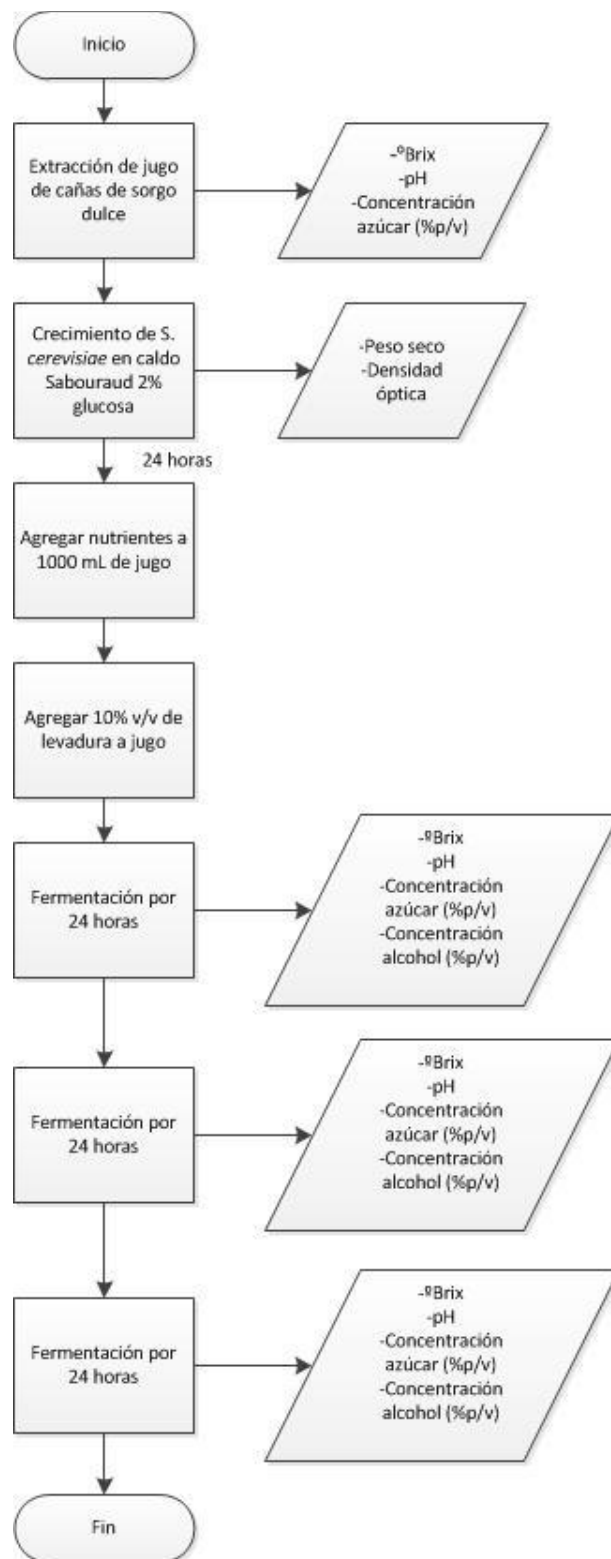 Inicio
Extracción de jugo
de cañas de sorgo
dulce
-ºBrix
-pH
-Concentración
azúcar (%p/v)
Crecimiento de S.
cerevisiae en caldo
Sabouraud 2%
glucosa
-Peso seco
-Densidad
óptica
24 horas
Agregar nutrientes a
1000 mL de jugo
Agregar 10% v/v de
levadura a jugo
Fermentación por
24 horas
-ºBrix
-pH
-Concentración
azúcar (%p/v)
-Concentración
alcohol (%p/v)
Fermentación por
24 horas
-ºBrix
-pH
-Concentración
azúcar (%p/v)
-Concentración
alcohol (%p/v)
Fermentación por
24 horas
-ºBrix
-pH
-Concentración
azúcar (%p/v)
-Concentración
alcohol (%p/v)
Fin